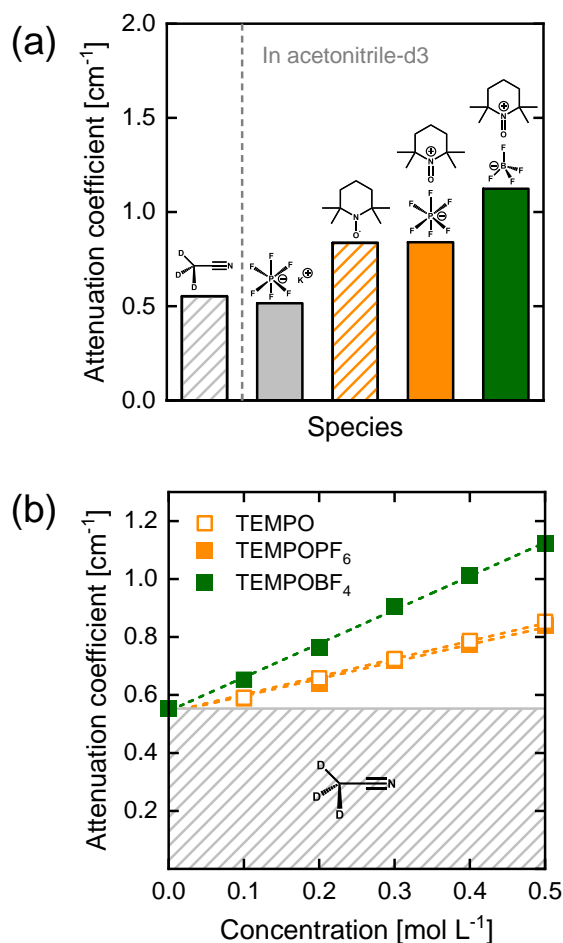 (a)
Attenuation coefficient [cm⁻¹]
2.0
1.5
1.0
0.5
0.0
In acetonitrile-d3
D
D
D
N
F
F
F
F
F
F
P
⊖
K
⊕
N
O
⊕
N
O
F
F
F
F
F
F
P
⊖
⊕
N
O
F
⊖
B
F
F
F
Species
(b)
Attenuation coefficient [cm⁻¹]
1.2
1.0
0.8
0.6
0.4
0.2
TEMPO
TEMPOPF₆
TEMPOBF₄
D
D
D
N
0.0 0.1 0.2 0.3 0.4 0.5
Concentration [mol L⁻¹]